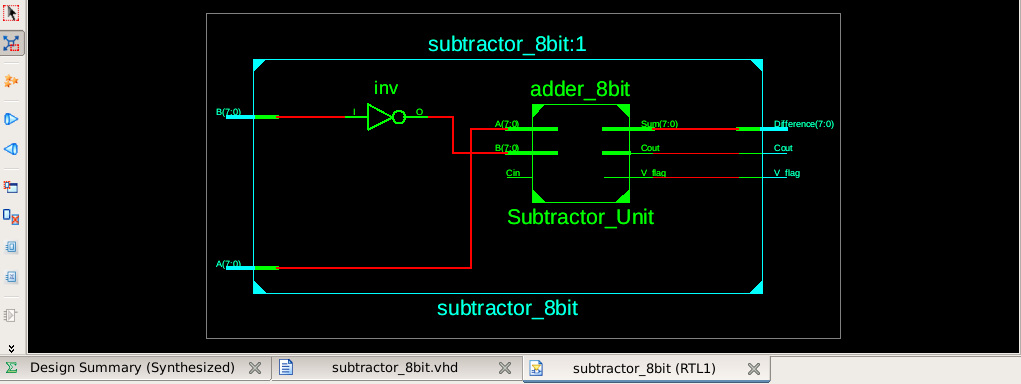 subtractor_8bit:1
inv
adder_8bit
B(7:0)
I
O
A(7:0)
Sum(7:0)
Difference(7:0)
B(7:0)
Cout
Cout
Cin
V_flag
V_flag
Subtractor_Unit
A(7:0)
subtractor_8bit
Design Summary (Synthesized)
subtractor_8bit.vhd
subtractor_8bit (RTL1)